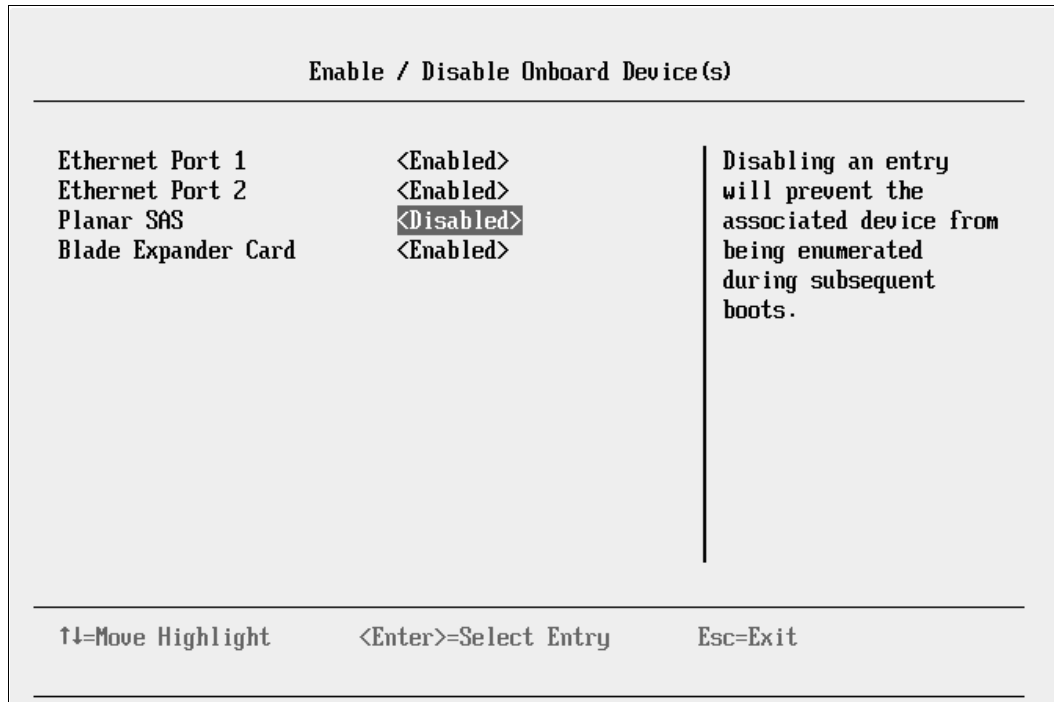 Enable / Disable Onboard Device(s)
Ethernet Port 1 <Enabled>
Ethernet Port 2 <Enabled>
Planar SAS <Disabled>
Blade Expander Card <Enabled>
Disabling an entry
will prevent the
associated device from
being enumerated
during subsequent
boots.
↑↓=Move Highlight <Enter>=Select Entry Esc=Exit